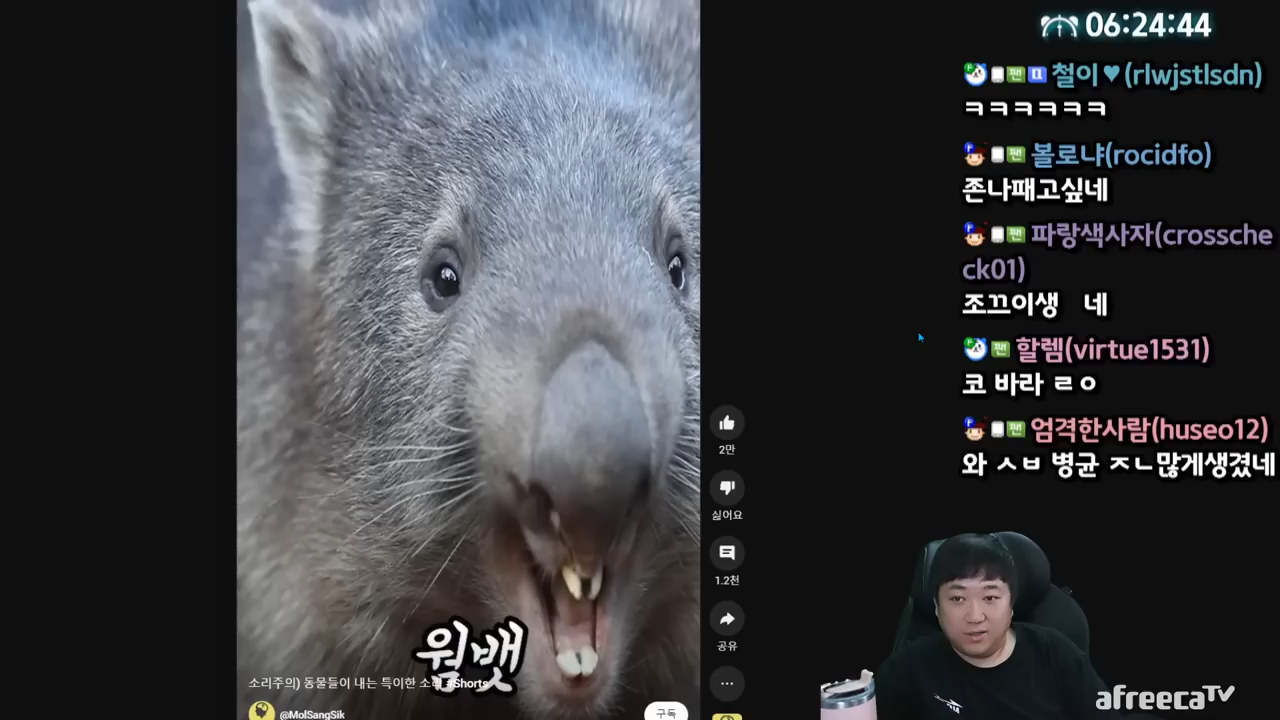 06:24:44
철이♥(rlwjstlsdn)
ㅋㅋㅋㅋㅋㅋ
볼로냐(rocidfo)
존나패고싶네
파랑색사자(crossche
ck01)
조끄이생 네
할렘(virtue1531)
코 바라 ㄹㅇ
엄격한사람(huseo12)
와 ㅅㅂ 병균 ㅈㄴ많게생겼네
2만
싫어요
1.2천
공유
웜뱃
소리주의) 동물들이 내는 특이한 소리 #Shorts
@MolSangSik
구독
afreecaTV